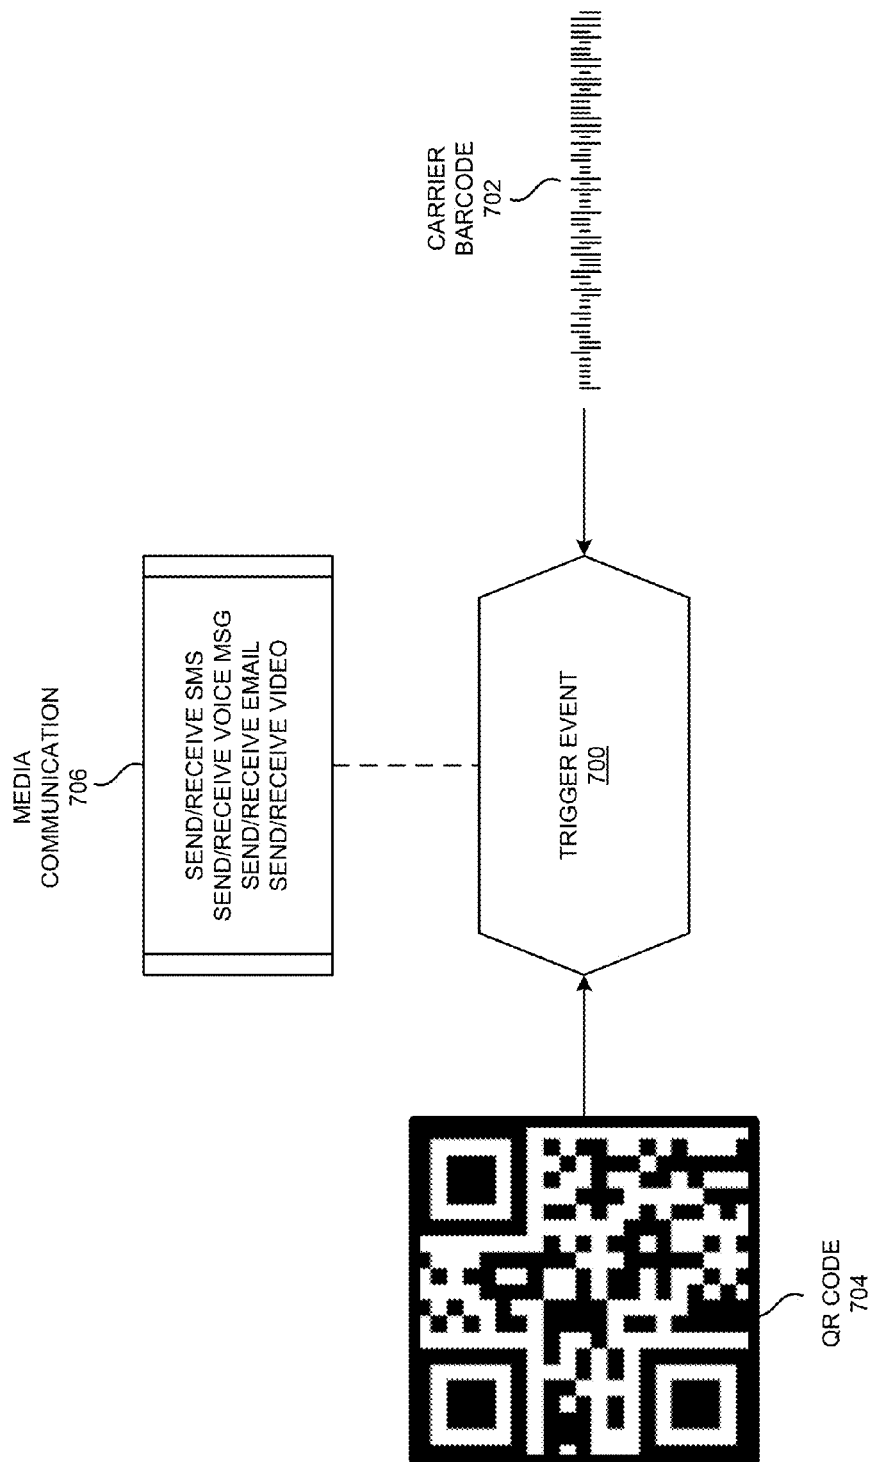 MEDIA
COMMUNICATION
706
SEND/RECEIVE SMS
SEND/RECEIVE VOICE MSG
SEND/RECEIVE EMAIL
SEND/RECEIVE VIDEO
CARRIER
BARCODE
702
TRIGGER EVENT
700
QR CODE
704